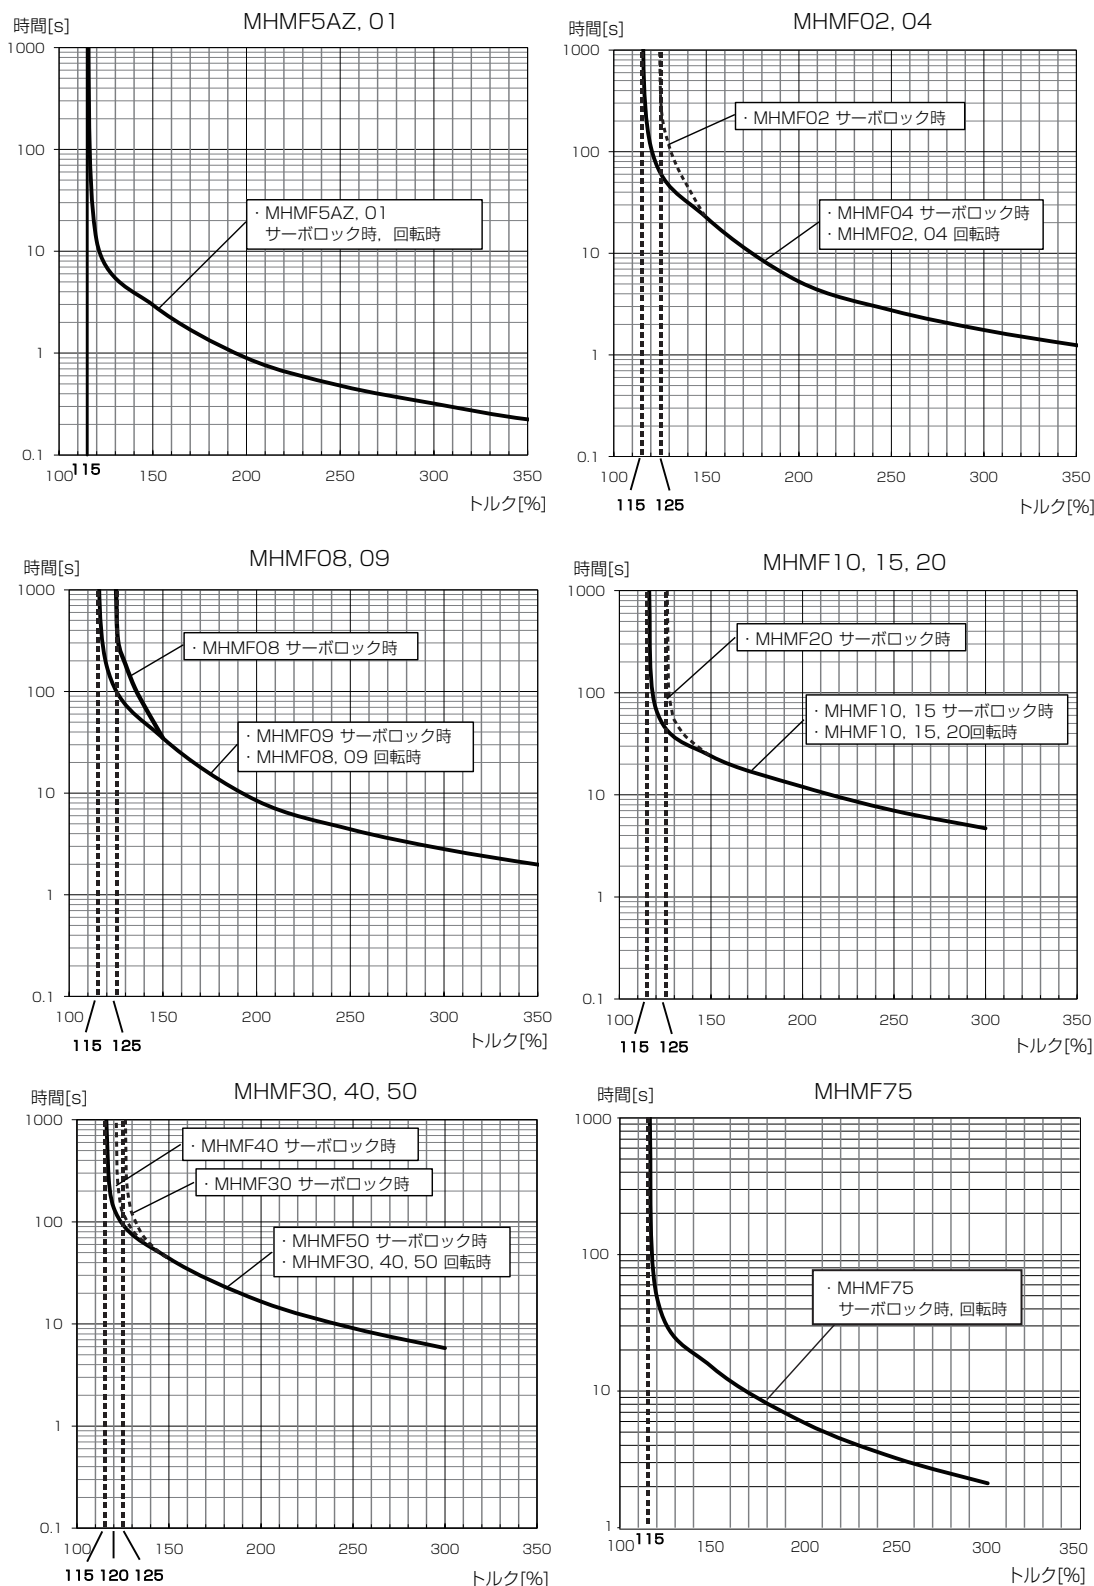 MHMF5AZ, 01
時間[s]
1000
100
10
1
0.1
・MHMF5AZ, 01
サーボロック時, 回転時
100
115
150
200
250
300
350
トルク[%]
MHMF02, 04
時間[s]
1000
100
10
1
0.1
・MHMF02 サーボロック時
・MHMF04 サーボロック時
・MHMF02, 04 回転時
100
150
200
250
300
350
115
125
トルク[%]
MHMF08, 09
時間[s]
1000
100
10
1
0.1
・MHMF08 サーボロック時
・MHMF09 サーボロック時
・MHMF08, 09 回転時
100
150
200
250
300
350
115
125
トルク[%]
MHMF10, 15, 20
時間[s]
1000
100
10
1
0.1
・MHMF20 サーボロック時
・MHMF10, 15 サーボロック時
・MHMF10, 15, 20回転時
100
150
200
250
300
350
115
125
トルク[%]
MHMF30, 40, 50
時間[s]
1000
100
10
1
0.1
・MHMF40 サーボロック時
・MHMF30 サーボロック時
・MHMF50 サーボロック時
・MHMF30, 40, 50 回転時
100
150
200
250
300
350
115
120
125
トルク[%]
MHMF75
時間[s]
1000
100
10
1
・MHMF75
サーボロック時, 回転時
100
115
150
200
250
300
350
トルク[%]